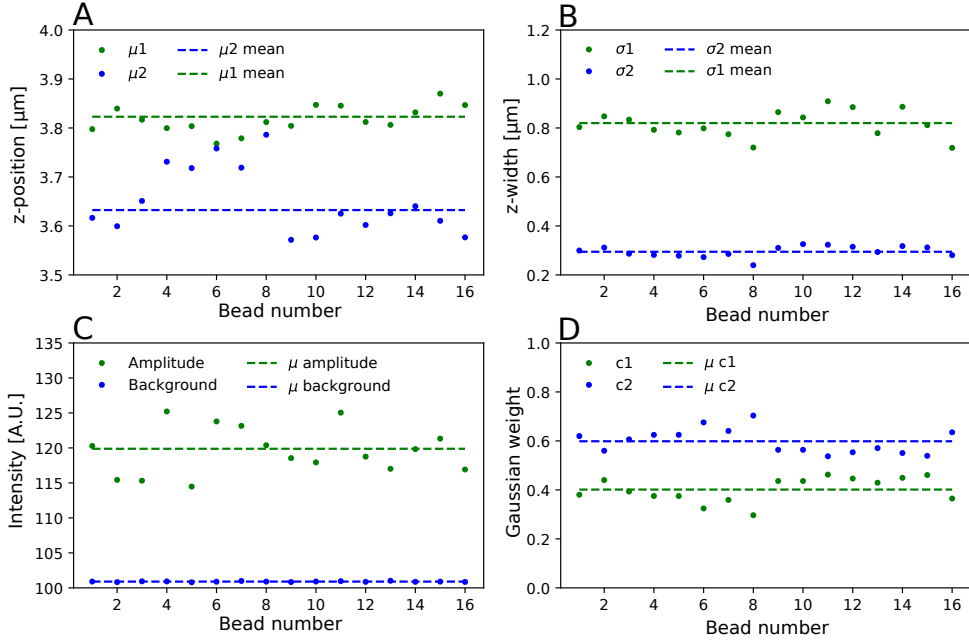 A
z-position [µm]
4.0
3.9
3.8
3.7
3.6
3.5
μ1
μ2
μ2 mean
μ1 mean
2 4 6 8 10 12 14 16
Bead number
B
z-width [µm]
1.2
1.0
0.8
0.6
0.4
0.2
σ1
σ2
σ2 mean
σ1 mean
2 4 6 8 10 12 14 16
Bead number
C
Intensity [A.U.]
135
130
125
120
115
110
105
100
Amplitude
Background
μ amplitude
μ background
2 4 6 8 10 12 14 16
Bead number
D
Gaussian weight
1.0
0.8
0.6
0.4
0.2
0.0
c1
c2
μ c1
μ c2
2 4 6 8 10 12 14 16
Bead number